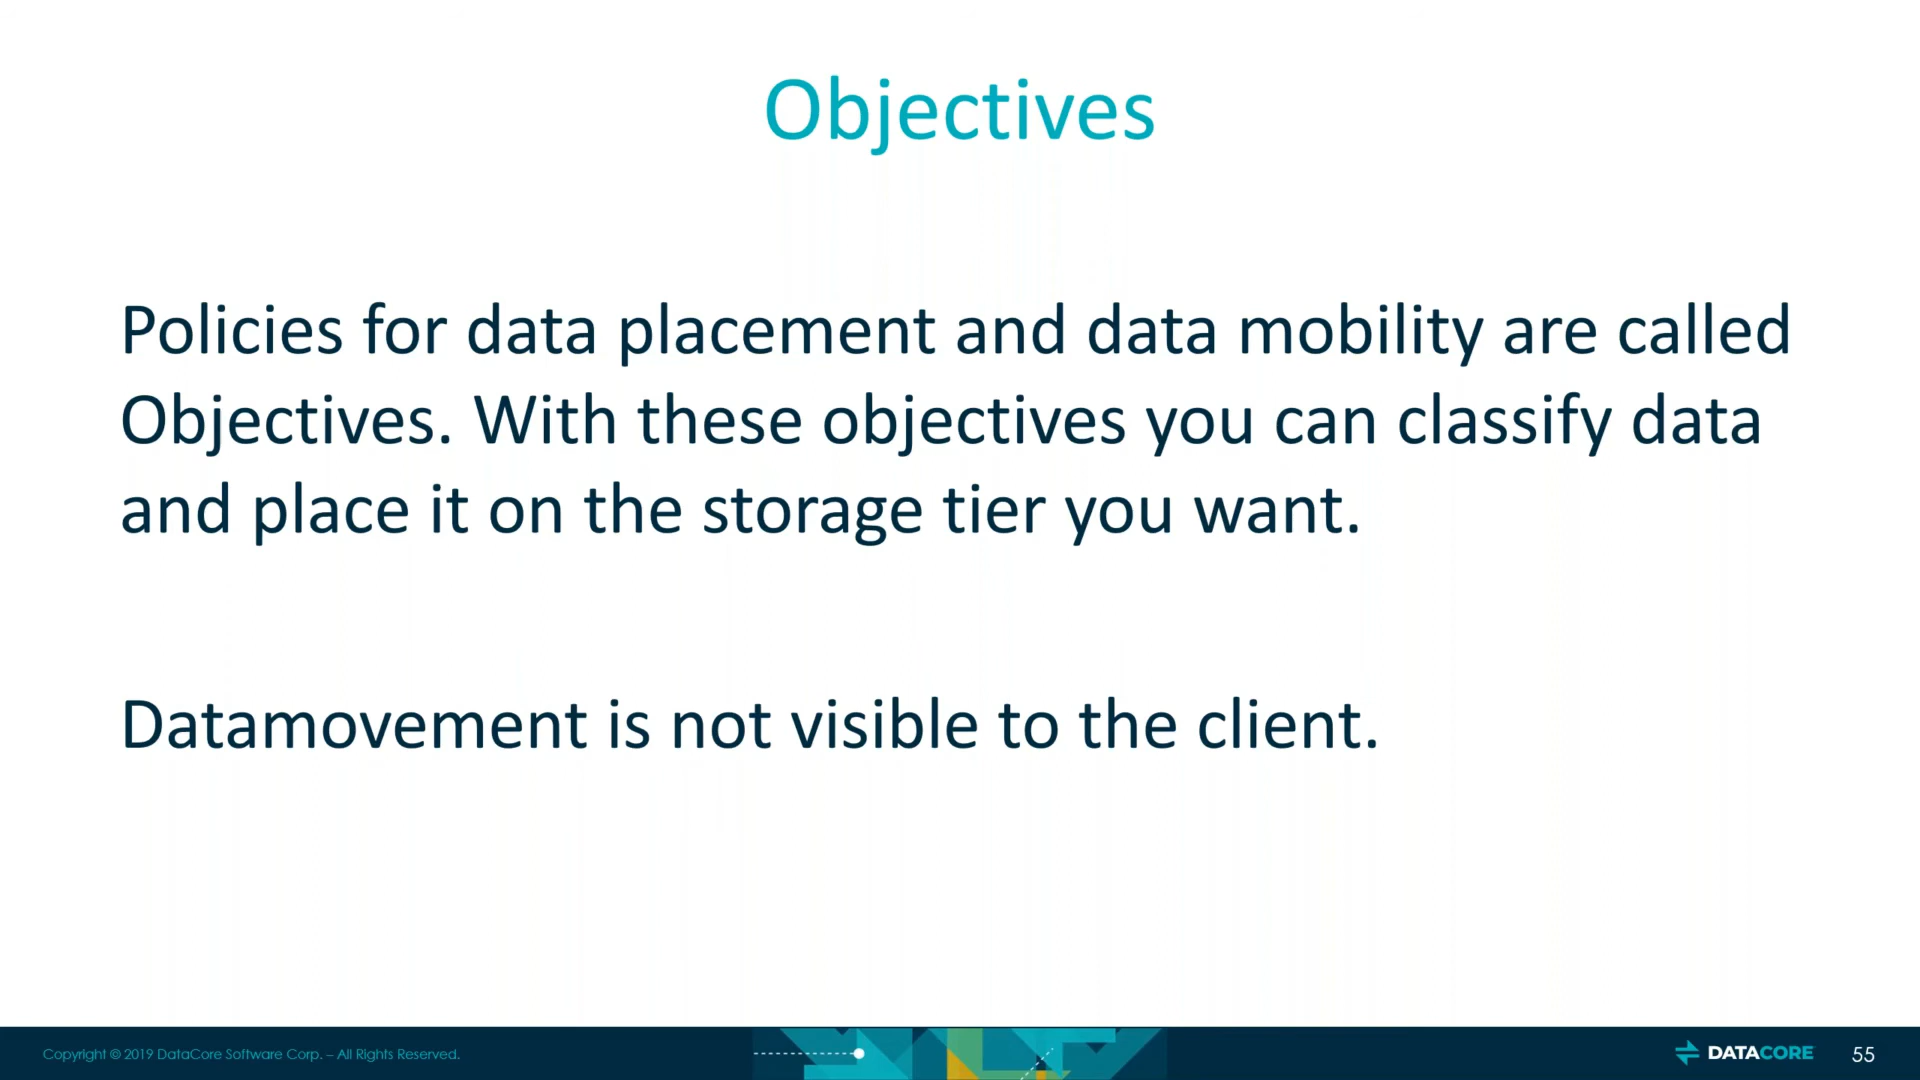 Objectives
Policies for data placement and data mobility are called
Objectives. With these objectives you can classify data
and place it on the storage tier you want.
Datamovement is not visible to the client.
Copyright © 2019 DataCore Software Corp. – All Rights Reserved.
DATACORE
55